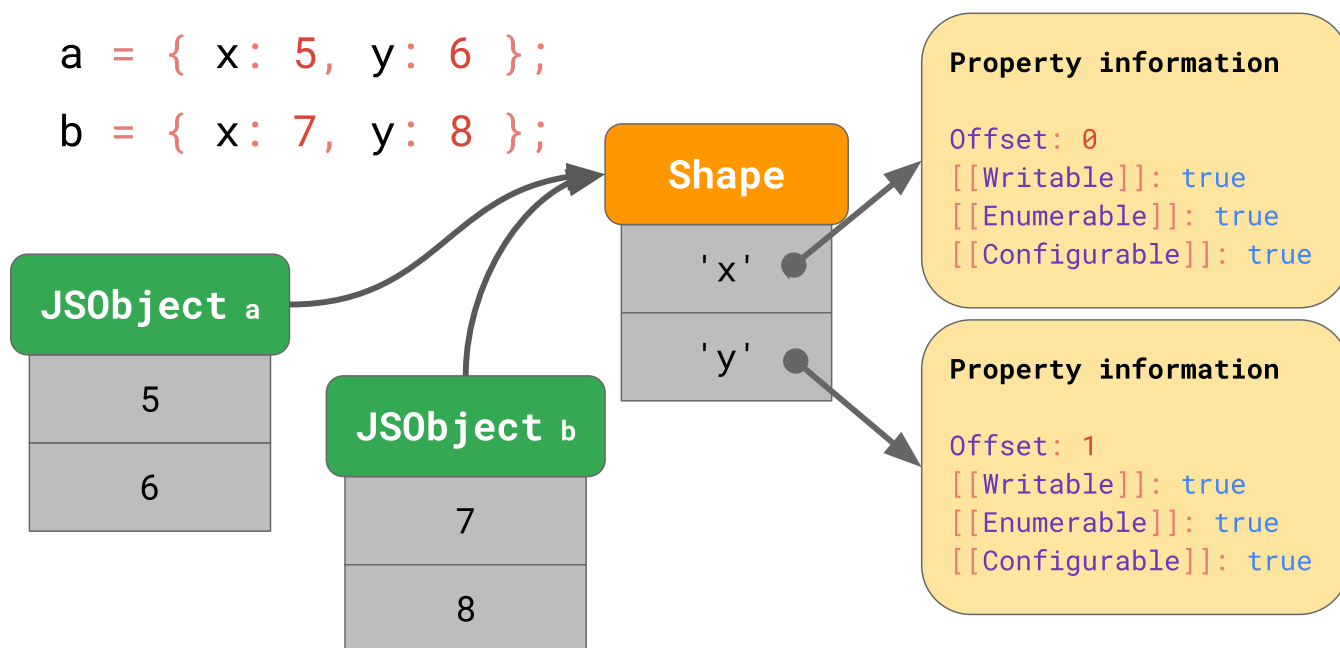 a = { x: 5, y: 6 };
b = { x: 7, y: 8 };
JSObject a
5
6
JSObject b
7
8
Shape
'x'
'y'
Property information
Offset: 0
[[Writable]]: true
[[Enumerable]]: true
[[Configurable]]: true
Property information
Offset: 1
[[Writable]]: true
[[Enumerable]]: true
[[Configurable]]: true